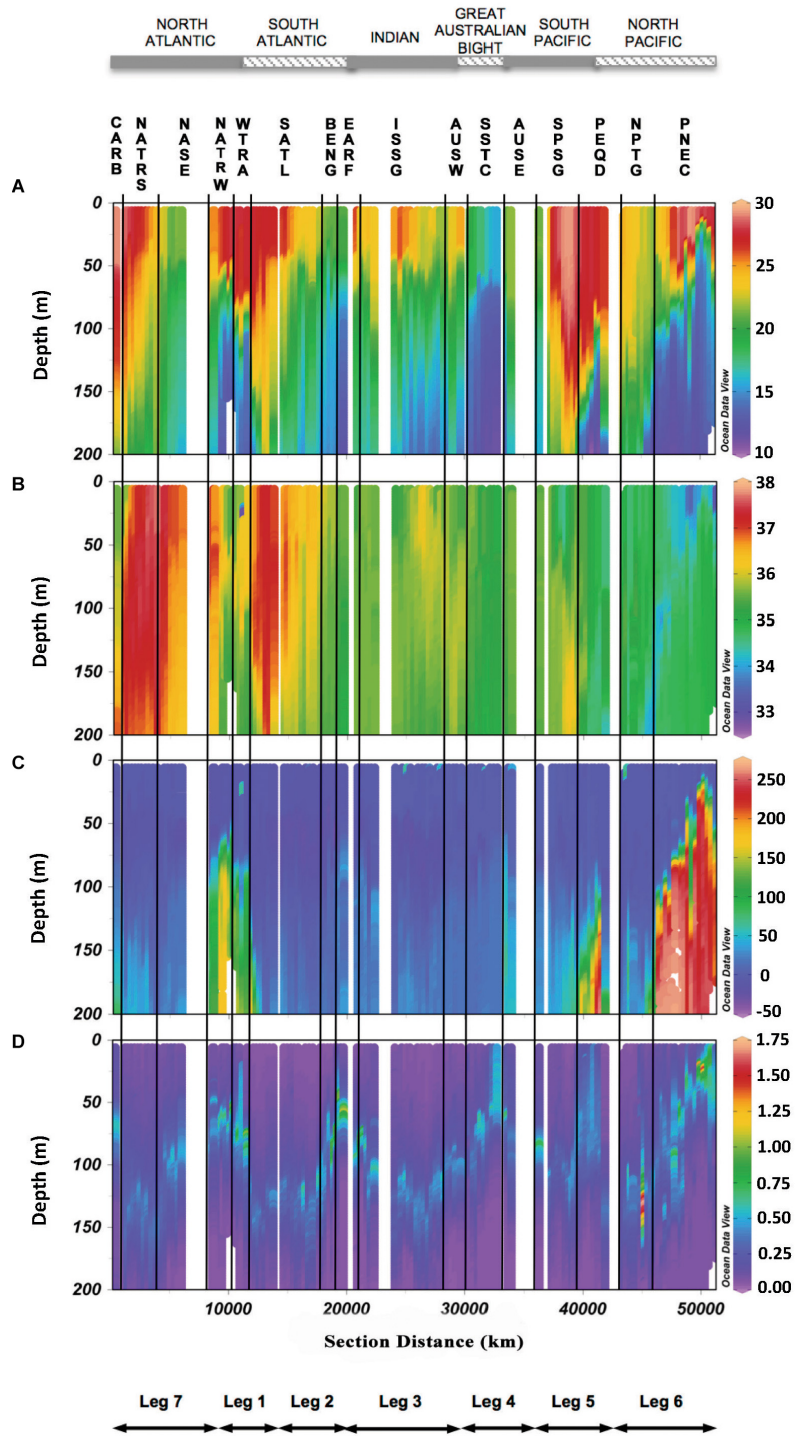 NORTH
ATLANTIC
SOUTH
ATLANTIC
INDIAN
GREAT
AUSTRALIAN
BIGHT
SOUTH
PACIFIC
NORTH
PACIFIC
CARB
NATRS
NASE
NATRW
WTRA
SATL
BENG
EARF
ISSG
AUSW
SSTC
AUSE
SPSG
PEQD
NPTG
PNEC
A
0
50
100
150
200
Depth (m)
Ocean Data View
30
25
20
15
10
B
0
50
100
150
200
Depth (m)
Ocean Data View
38
37
36
35
34
33
C
0
50
100
150
200
Depth (m)
Ocean Data View
250
200
150
100
50
0
-50
D
0
50
100
150
200
Depth (m)
Ocean Data View
1.75
1.50
1.25
1.00
0.75
0.50
0.25
0.00
10000 20000 30000 40000 50000
Section Distance (km)
Leg 7 Leg 1 Leg 2 Leg 3 Leg 4 Leg 5 Leg 6